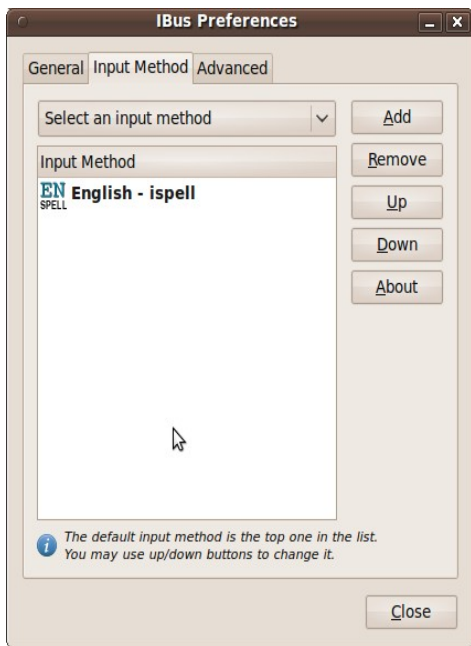 IBus Preferences
General Input Method Advanced
Select an input method
Add
Input Method
Remove
EN SPELL English - ispell
Up
Down
About
The default input method is the top one in the list.
You may use up/down buttons to change it.
Close